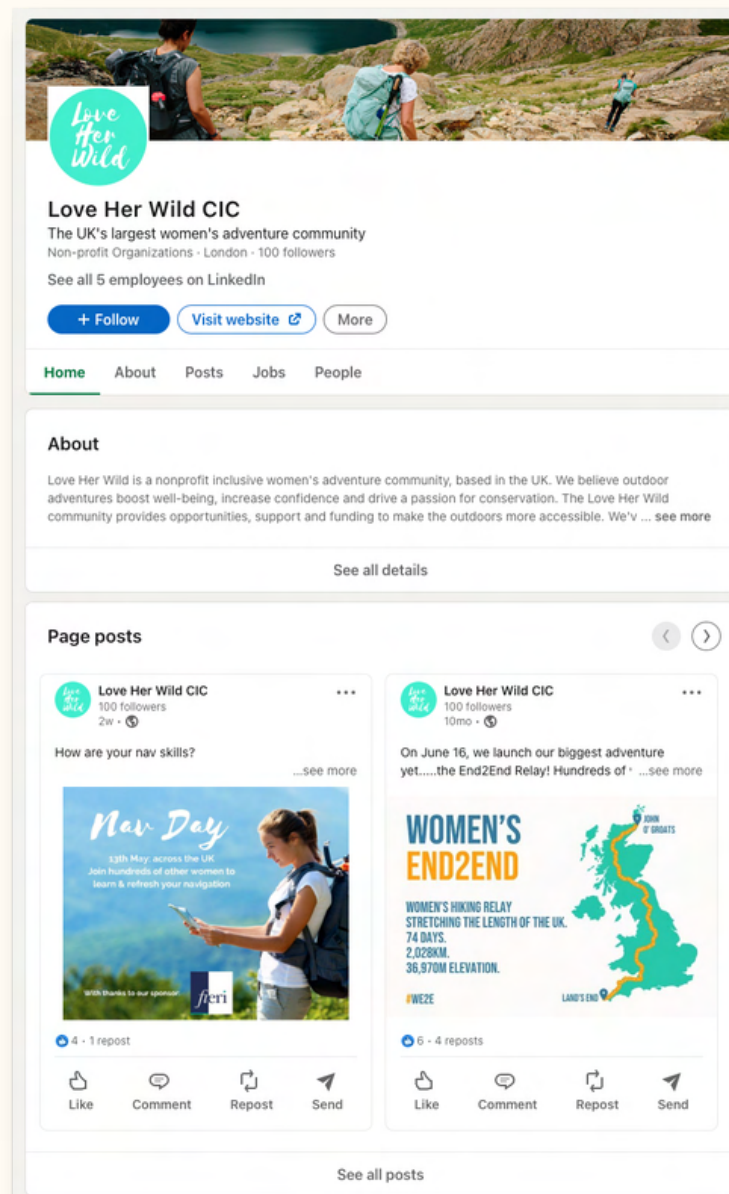 Love
Her
Wild
Love Her Wild CIC
The UK's largest women's adventure community
Non-profit Organizations · London · 100 followers
See all 5 employees on LinkedIn
+ Follow
Visit website
More
Home
About
Posts
Jobs
People
About
Love Her Wild is a nonprofit inclusive women's adventure community, based in the UK. We believe outdoor
adventures boost well-being, increase confidence and drive a passion for conservation. The Love Her Wild
community provides opportunities, support and funding to make the outdoors more accessible. We'v ... see more
See all details
Page posts
Love Her Wild
Love Her Wild CIC
100 followers
2w •
How are your nav skills?
...see more
Nav Day
13th May: across the UK
Join hundreds of other women to
learn & refresh your navigation
With thanks to our sponsor:
fieri
4 · 1 repost
Like
Comment
Repost
Send
Love Her Wild
Love Her Wild CIC
100 followers
10mo •
On June 16, we launch our biggest adventure
yet.....the End2End Relay! Hundreds of ...see more
WOMEN'S
END2END
WOMEN'S HIKING RELAY
STRETCHING THE LENGTH OF THE UK.
74 DAYS.
2,028KM.
36,970M ELEVATION.
#WE2E
JOHN
O' GROATS
LAND'S END
6 · 4 reposts
Like
Comment
Repost
Send
See all posts